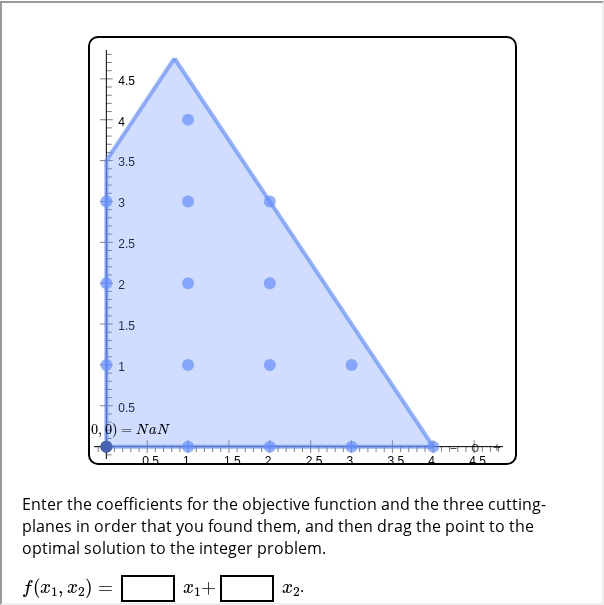 4.5
4
3.5
3
2.5
2
1.5
1
0.5
0, 0) = NaN
0.5 1 1.5 2 2.5 3 3.5 4 4.5
Enter the coefficients for the objective function and the three cutting-
planes in order that you found them, and then drag the point to the
optimal solution to the integer problem.
f(x₁, x₂) = x₁+ x₂.